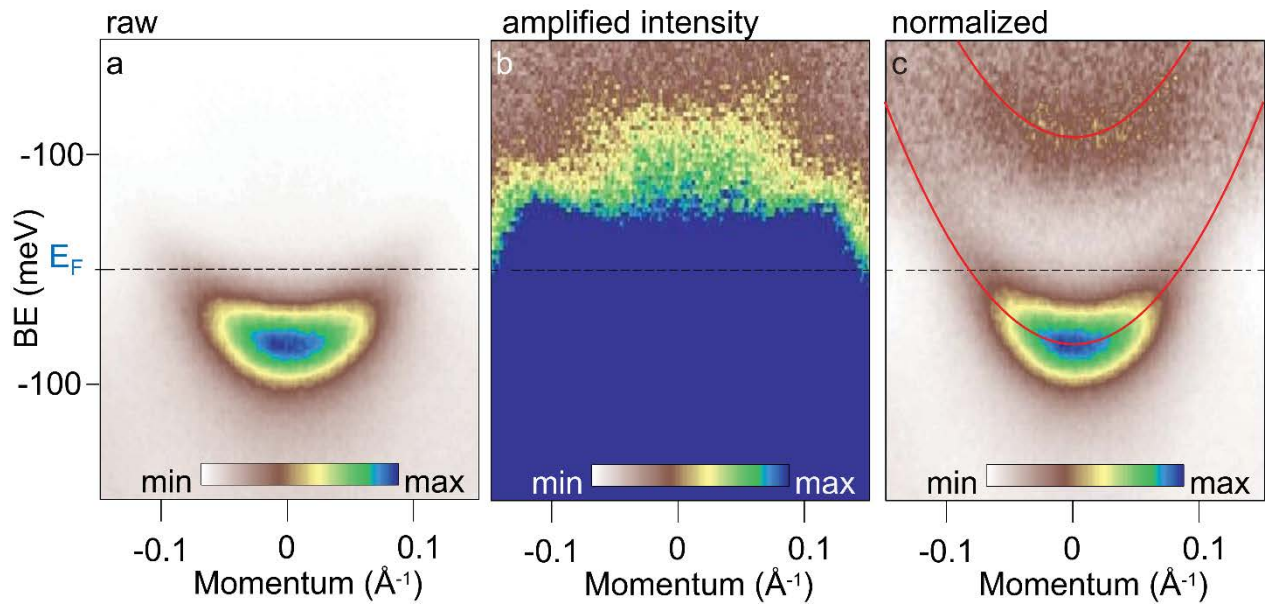 raw
amplified intensity
normalized
a
b
c
-100
E_F
BE (meV)
-100
min max
min max
min max
-0.1 0 0.1
-0.1 0 0.1
-0.1 0 0.1
Momentum (Å⁻¹)
Momentum (Å⁻¹)
Momentum (Å⁻¹)